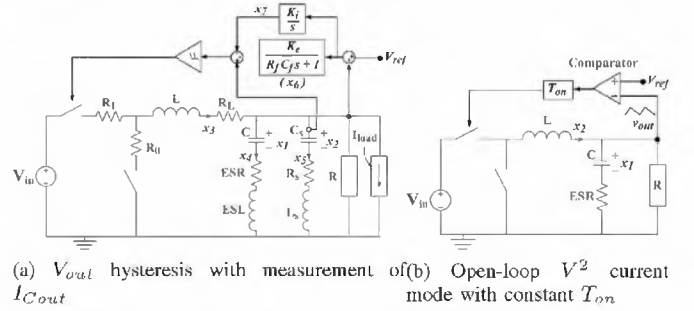 x7
Ki
s
Ke
Rf Cf s + 1
(x6)
Vref
R1
L
x3
RL
R0
Vin
C
x1
x4
ESR
ESL
Cs
x2
x5
Rs
Ls
R
Iload
Comparator
Ton
Vref
vout
L
x2
C
x1
ESR
Vin
R
(a) Vout hysteresis with measurement of
ICout
(b) Open-loop V² current
mode with constant Ton